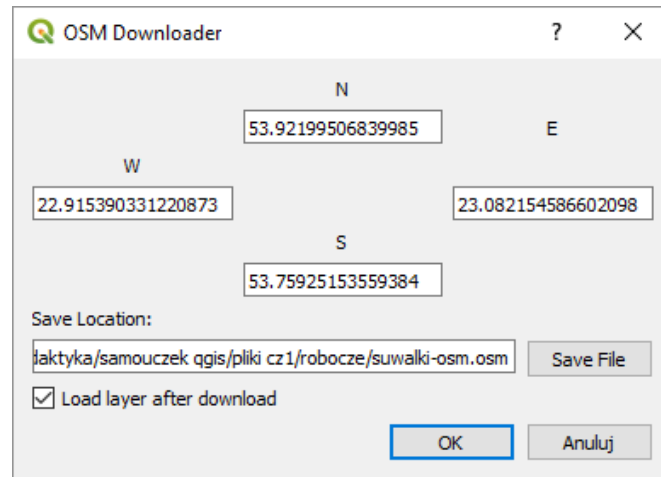 OSM Downloader
N
53.92199506839985
E
W
22.915390331220873
23.082154586602098
S
53.75925153559384
Save Location:
daktyka/samouczek qgis/pliki cz1/robocze/suwalki-osm.osm
Save File
Load layer after download
OK
Anuluj